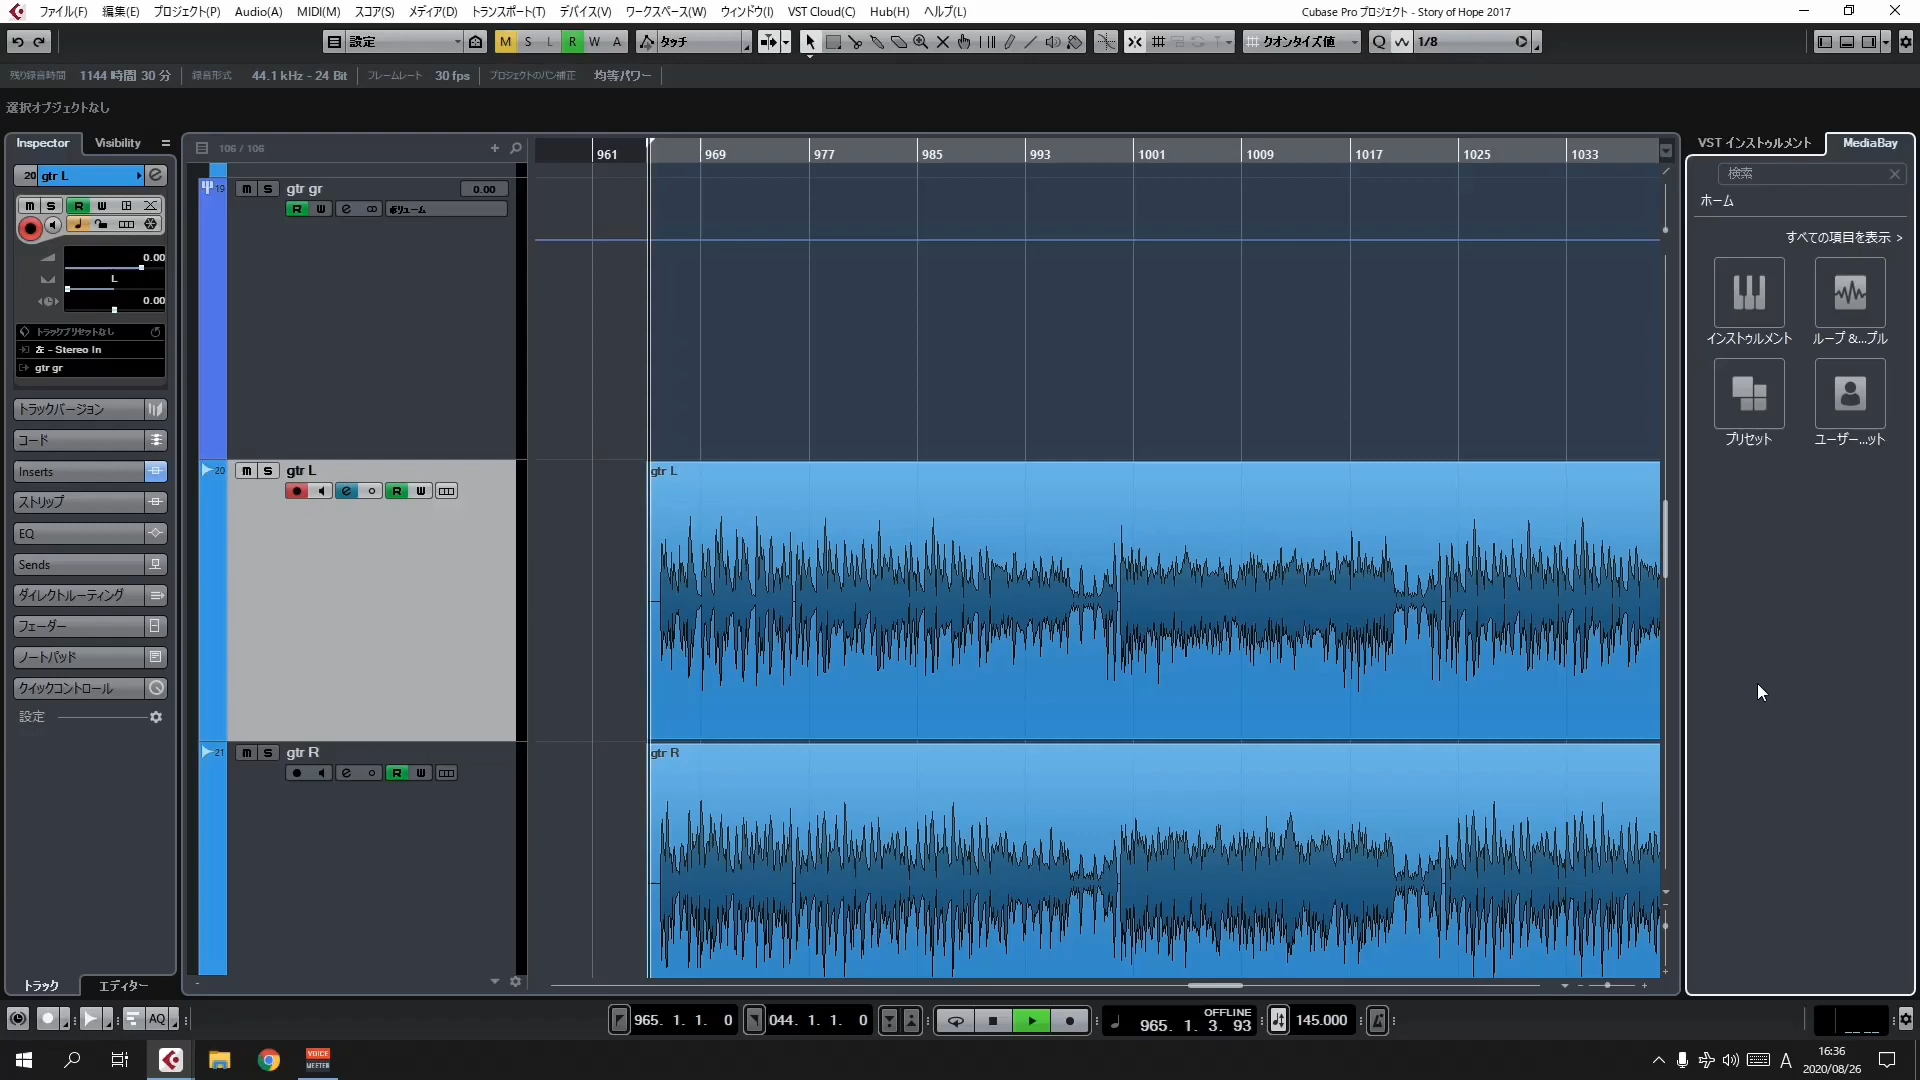 ファイル(F) 編集(E) プロジェクト(P) Audio(A) MIDI(M) スコア(S) メディア(D) トランスポート(T) デバイス(V) ワークスペース(W) ウィンドウ(I) VST Cloud(C) Hub(H) ヘルプ(L) Cubase Pro プロジェクト - Story of Hope 2017
設定 M S L R W A タッチ クオンタイズ値 Q 1/8
残り録音時間 1144 時間 30 分 録音形式 44.1 kHz - 24 Bit フレームレート 30 fps プロジェクトのパン補正 均等パワー
選択オブジェクトなし
Inspector Visibility
106 / 106
961 969 977 985 993 1001 1009 1017 1025 1033
VST インストゥルメント MediaBay
20 gtr L
m s R W
0.00
L
0.00
トラックプリセットなし
左 - Stereo In
gtr gr
トラックバージョン
コード
Inserts
ストリップ
EQ
Sends
ダイレクトルーティング
フェーダー
ノートパッド
クイックコントロール
設定
トラック エディター
19 m s gtr gr 0.00
R W e ボリューム
20 m s gtr L
e R W
21 m s gtr R
e R W
gtr L
gtr R
検索
ホーム
すべての項目を表示 >
インストゥルメント ループ &...プル
プリセット ユーザー...ット
AQ 965. 1. 1. 0 044. 1. 1. 0 OFFLINE
965. 1. 3. 93 145.000
VOICE
MEETER
A 16:36
2020/08/26